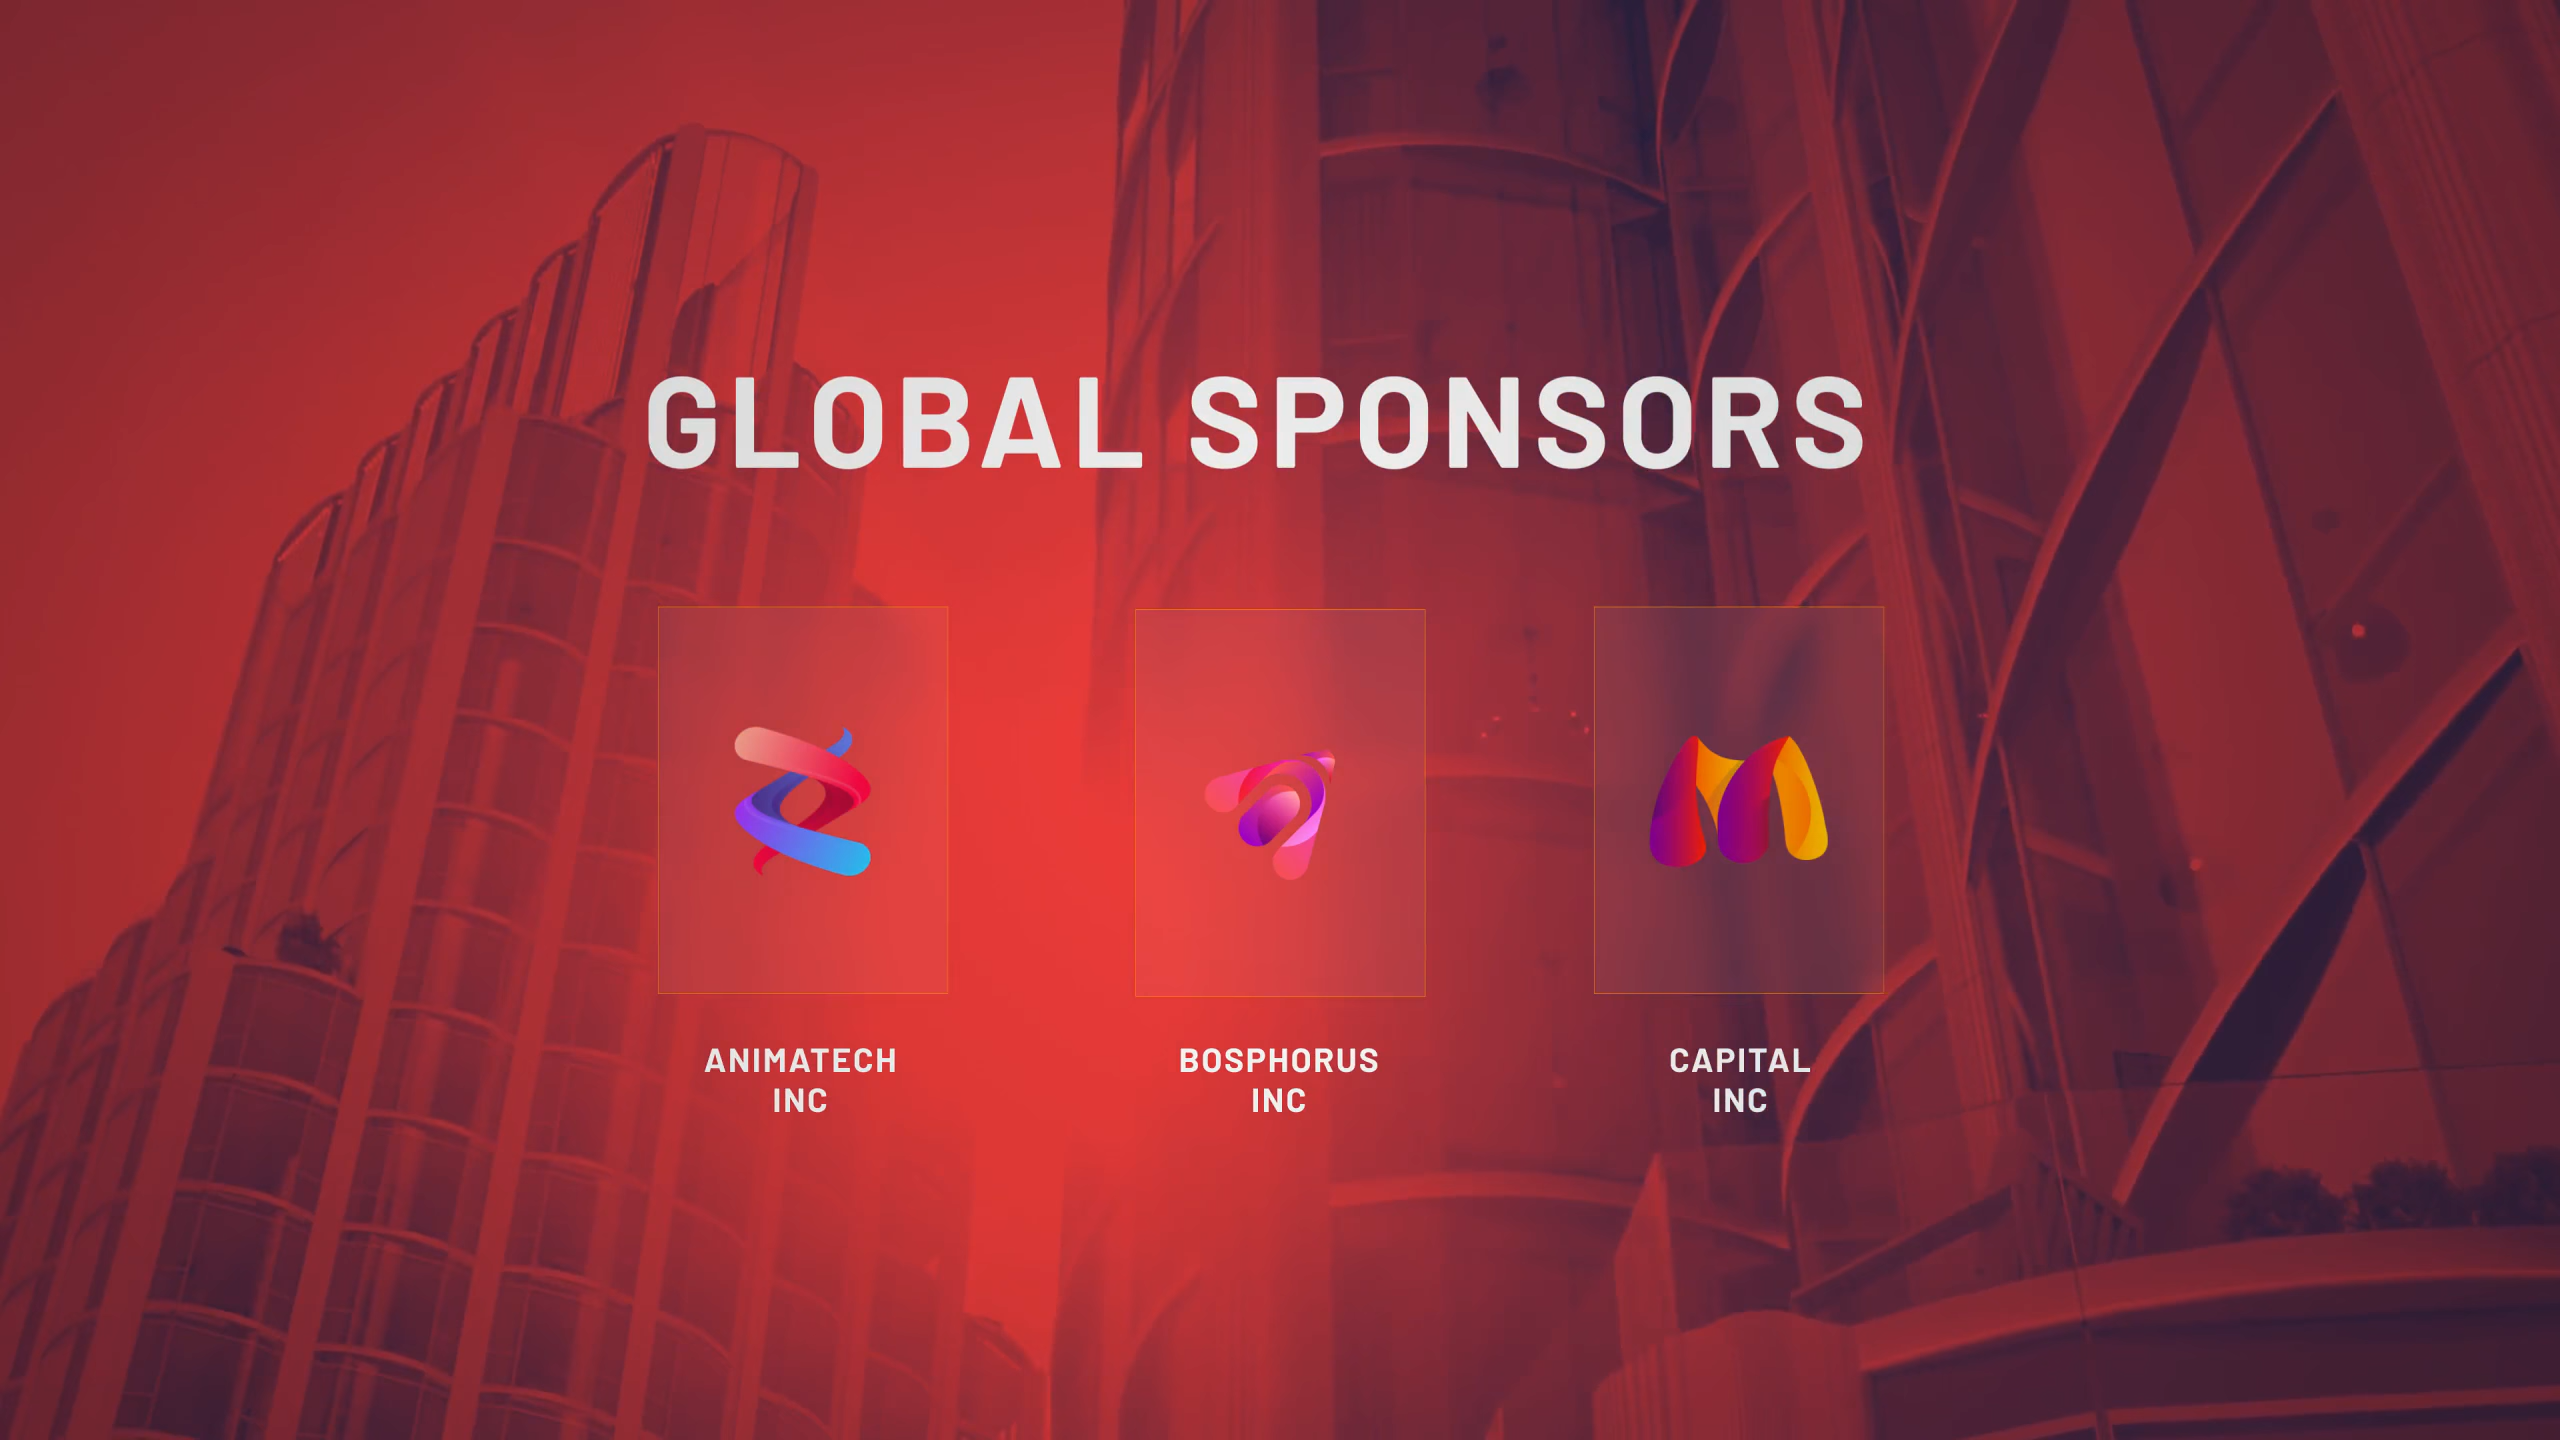 GLOBAL SPONSORS
ANIMATECH
INC
BOSPHORUS
INC
CAPITAL
INC